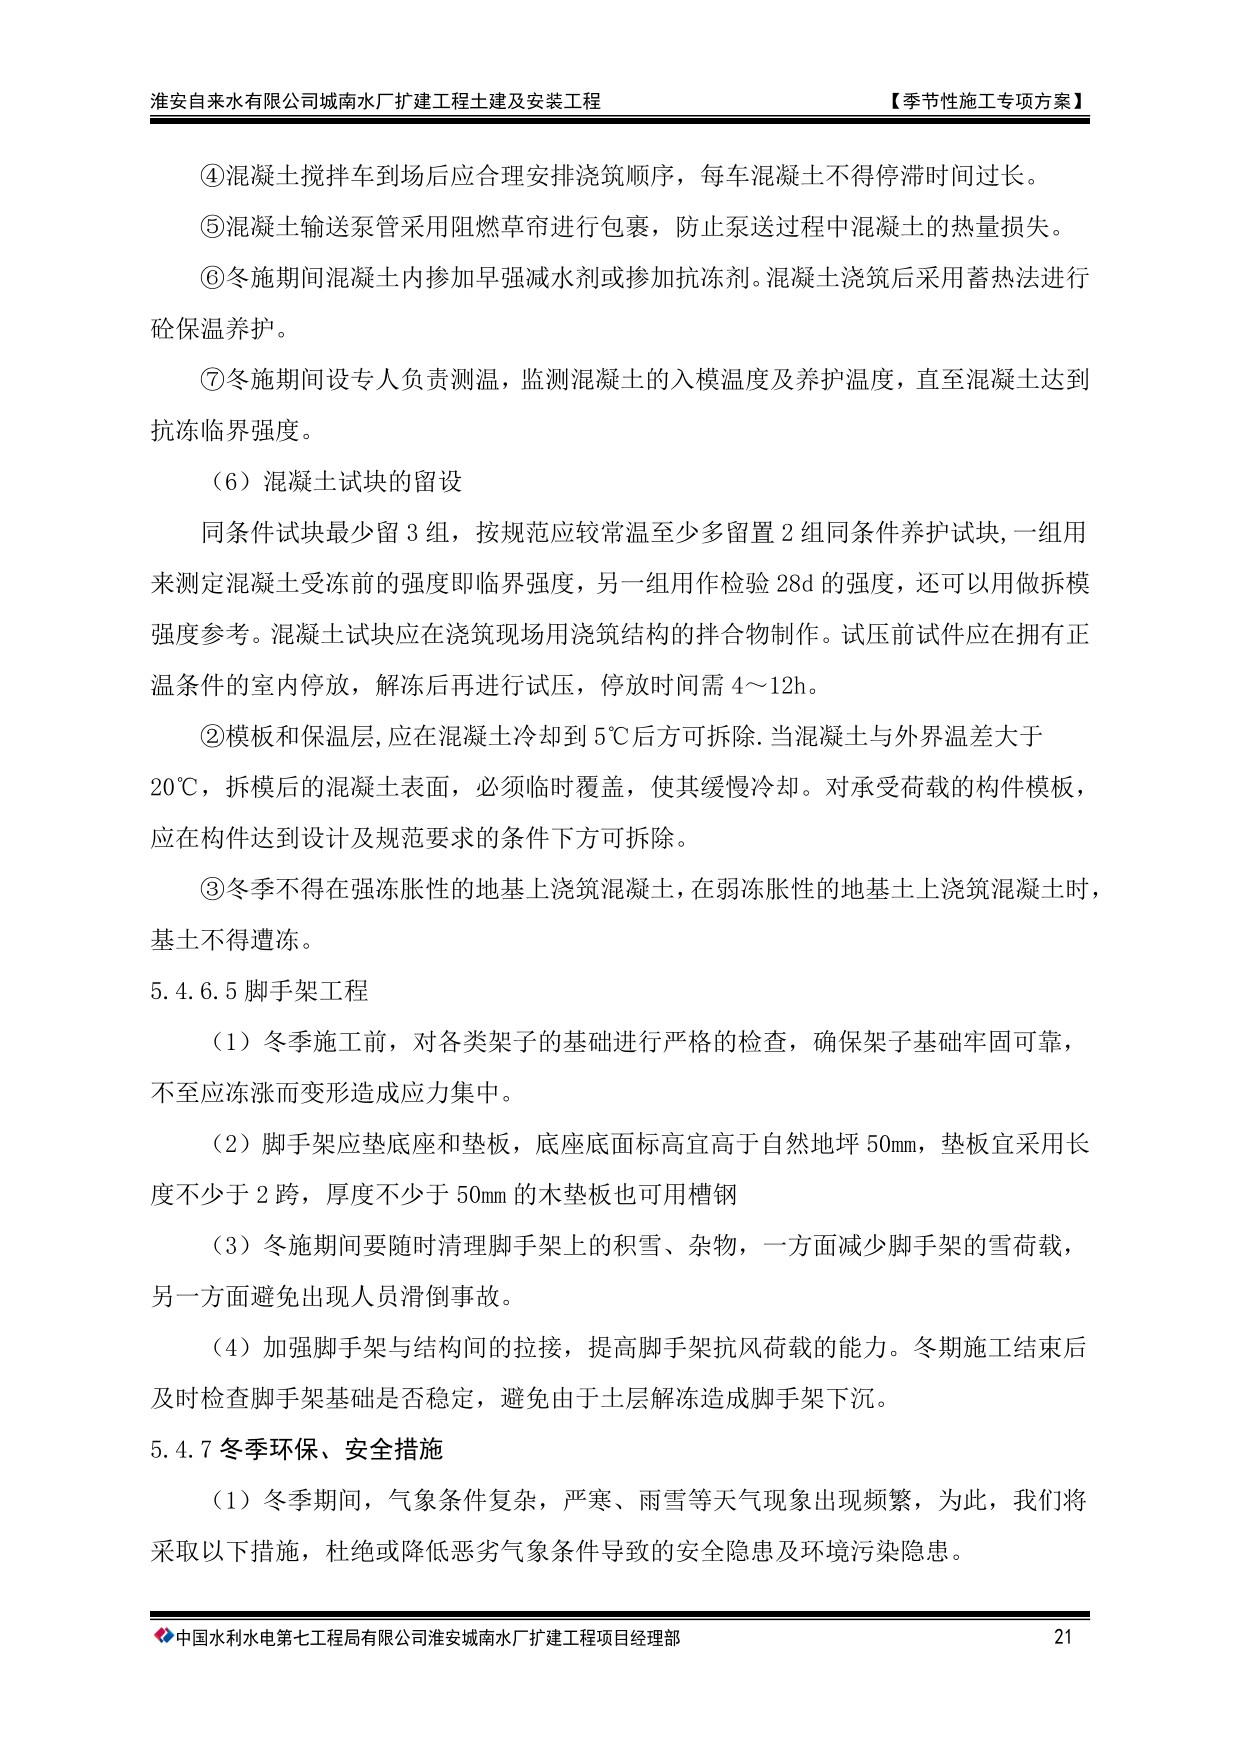 淮安自来水有限公司城南水厂扩建工程土建及安装工程 【季节性施工专项方案】
④混凝土搅拌车到场后应合理安排浇筑顺序，每车混凝土不得停滞时间过长。
⑤混凝土输送泵管采用阻燃草帘进行包裹，防止泵送过程中混凝土的热量损失。
⑥冬施期间混凝土内掺加早强减水剂或掺加抗冻剂。混凝土浇筑后采用蓄热法进行
砼保温养护。
⑦冬施期间设专人负责测温，监测混凝土的入模温度及养护温度，直至混凝土达到
抗冻临界强度。
（6）混凝土试块的留设
同条件试块最少留 3 组，按规范应较常温至少多留置 2 组同条件养护试块,一组用
来测定混凝土受冻前的强度即临界强度，另一组用作检验 28d 的强度，还可以用做拆模
强度参考。混凝土试块应在浇筑现场用浇筑结构的拌合物制作。试压前试件应在拥有正
温条件的室内停放，解冻后再进行试压，停放时间需 4～12h。
②模板和保温层,应在混凝土冷却到 5℃后方可拆除.当混凝土与外界温差大于
20℃，拆模后的混凝土表面，必须临时覆盖，使其缓慢冷却。对承受荷载的构件模板，
应在构件达到设计及规范要求的条件下方可拆除。
③冬季不得在强冻胀性的地基上浇筑混凝土，在弱冻胀性的地基土上浇筑混凝土时，
基土不得遭冻。
5.4.6.5 脚手架工程
（1）冬季施工前，对各类架子的基础进行严格的检查，确保架子基础牢固可靠，
不至应冻涨而变形造成应力集中。
（2）脚手架应垫底座和垫板，底座底面标高宜高于自然地坪 50mm，垫板宜采用长
度不少于 2 跨，厚度不少于 50mm 的木垫板也可用槽钢
（3）冬施期间要随时清理脚手架上的积雪、杂物，一方面减少脚手架的雪荷载，
另一方面避免出现人员滑倒事故。
（4）加强脚手架与结构间的拉接，提高脚手架抗风荷载的能力。冬期施工结束后
及时检查脚手架基础是否稳定，避免由于土层解冻造成脚手架下沉。
5.4.7 冬季环保、安全措施
（1）冬季期间，气象条件复杂，严寒、雨雪等天气现象出现频繁，为此，我们将
采取以下措施，杜绝或降低恶劣气象条件导致的安全隐患及环境污染隐患。
中国水利水电第七工程局有限公司淮安城南水厂扩建工程项目经理部 21